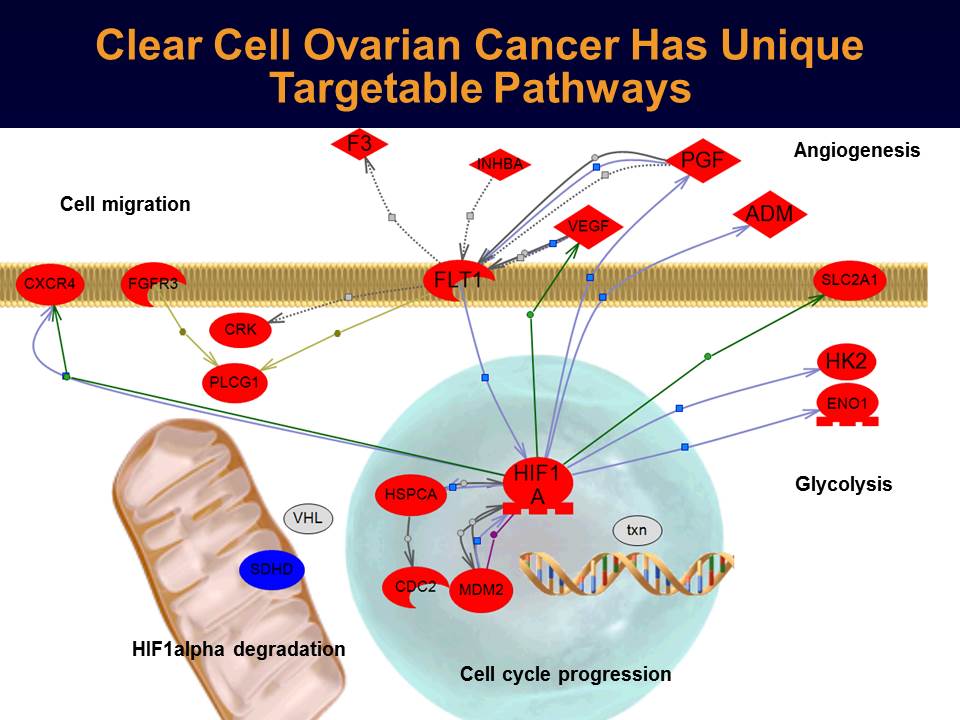 Clear Cell Ovarian Cancer Has Unique
Targetable Pathways
F3
INHBA
PGF
Angiogenesis
Cell migration
VEGF
ADM
CXCR4
FGFR3
FLT1
SLC2A1
CRK
PLCG1
HK2
ENO1
HIF1
A
HSPCA
Glycolysis
VHL
txn
SDHD
CDC2
MDM2
HIF1alpha degradation
Cell cycle progression